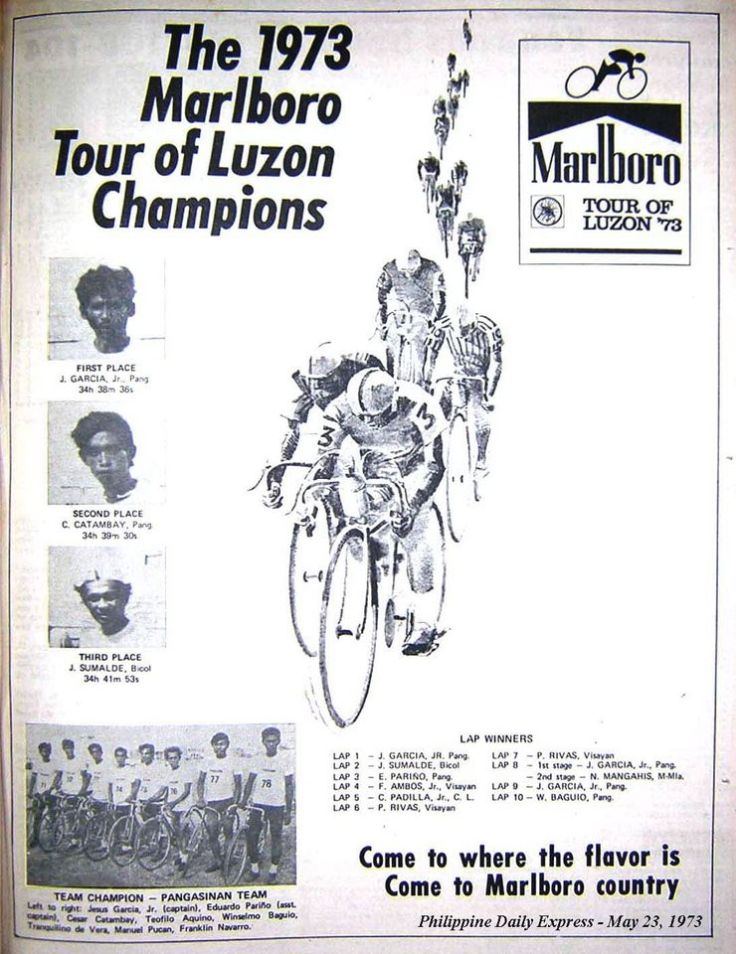 The 1973
Marlboro
Tour of Luzon
Champions
Marlboro
TOUR OF
LUZON '73
FIRST PLACE
J. GARCIA, Jr., Pang
34h 38m 36s
SECOND PLACE
C. CATAMBAY, Pang.
34h 39m 30s
THIRD PLACE
J. SUMALDE, Bicol
34h 41m 53s
M
77
78
TEAM CHAMPION – PANGASINAN TEAM
Left to right: Jesus Garcia, Jr. (captain), Eduardo Pariño (asst.
captain), Cesar Catambay, Teofilo Aquino, Winselmo Baguio,
Tranquilino de Vera, Manuel Pucan, Franklin Navarro.
LAP WINNERS
LAP 1 – J. GARCIA, JR. Pang.
LAP 2 – J. SUMALDE, Bicol
LAP 3 – E. PARIÑO, Pang.
LAP 4 – F. AMBOS, Jr., Visayan
LAP 5 – C. PADILLA, Jr., C. L.
LAP 6 – P. RIVAS, Visayan
LAP 7 – P. RIVAS, Visayan
LAP 8 – 1st stage – J. GARCIA, Jr., Pang.
– 2nd stage – N. MANGAHIS, M-Mla.
LAP 9 – J. GARCIA, Jr., Pang.
LAP 10 – W. BAGUIO, Pang.
Come to where the flavor is
Come to Marlboro country
Philippine Daily Express - May 23, 1973